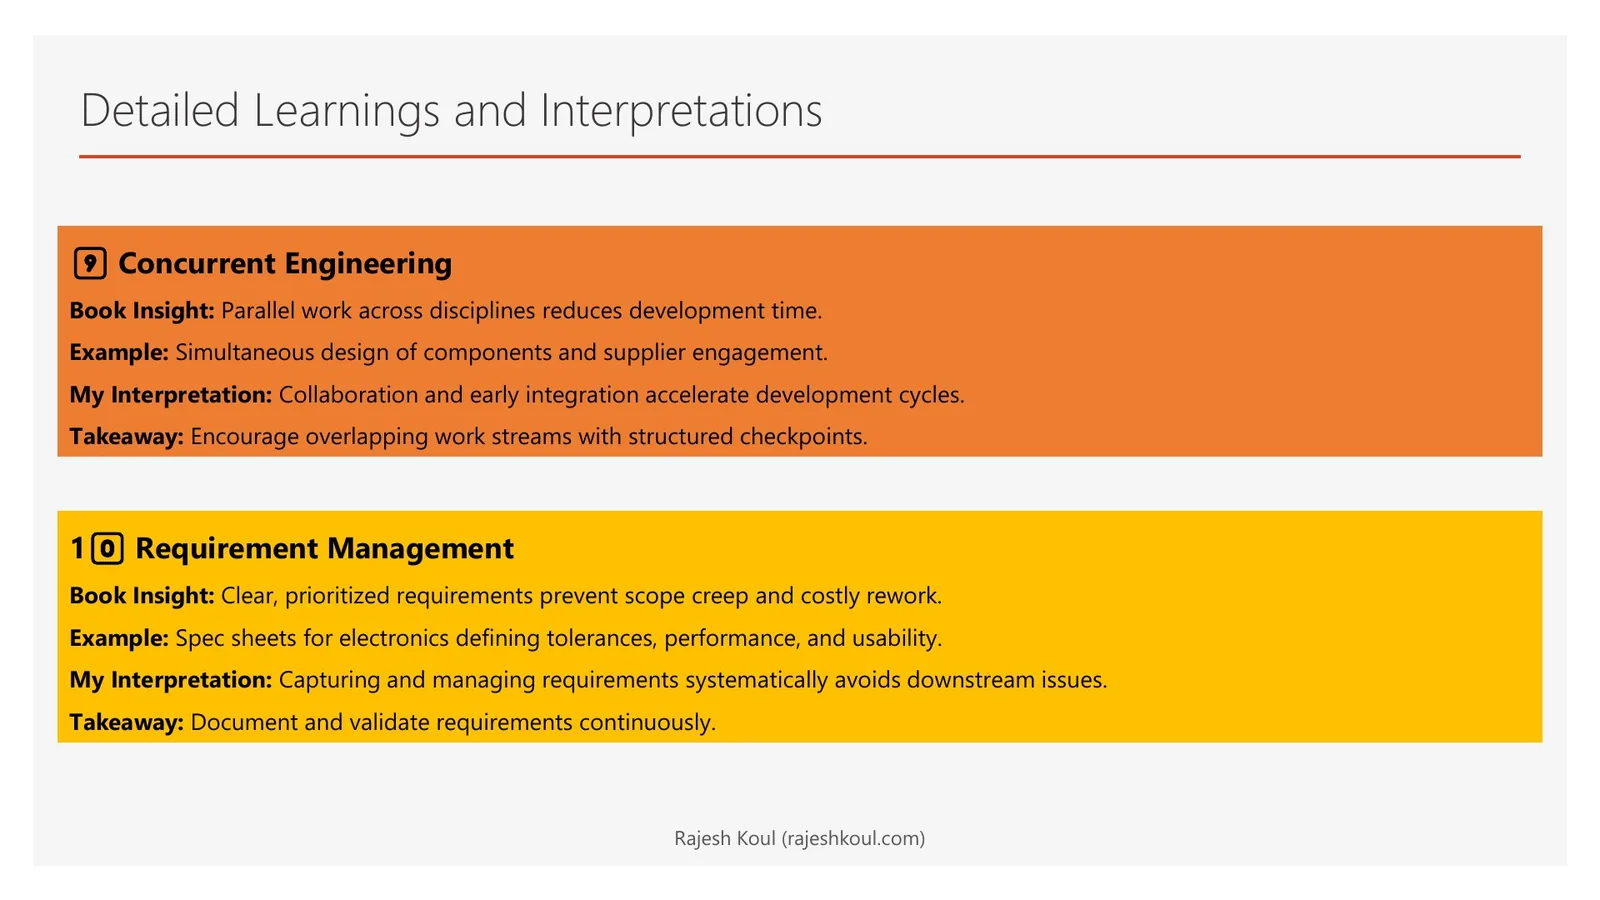 Detailed Learnings and Interpretations
9️⃣ Concurrent Engineering
Book Insight: Parallel work across disciplines reduces development time.
Example: Simultaneous design of components and supplier engagement.
My Interpretation: Collaboration and early integration accelerate development cycles.
Takeaway: Encourage overlapping work streams with structured checkpoints.
10️⃣ Requirement Management
Book Insight: Clear, prioritized requirements prevent scope creep and costly rework.
Example: Spec sheets for electronics defining tolerances, performance, and usability.
My Interpretation: Capturing and managing requirements systematically avoids downstream issues.
Takeaway: Document and validate requirements continuously.
Rajesh Koul (rajeshkoul.com)